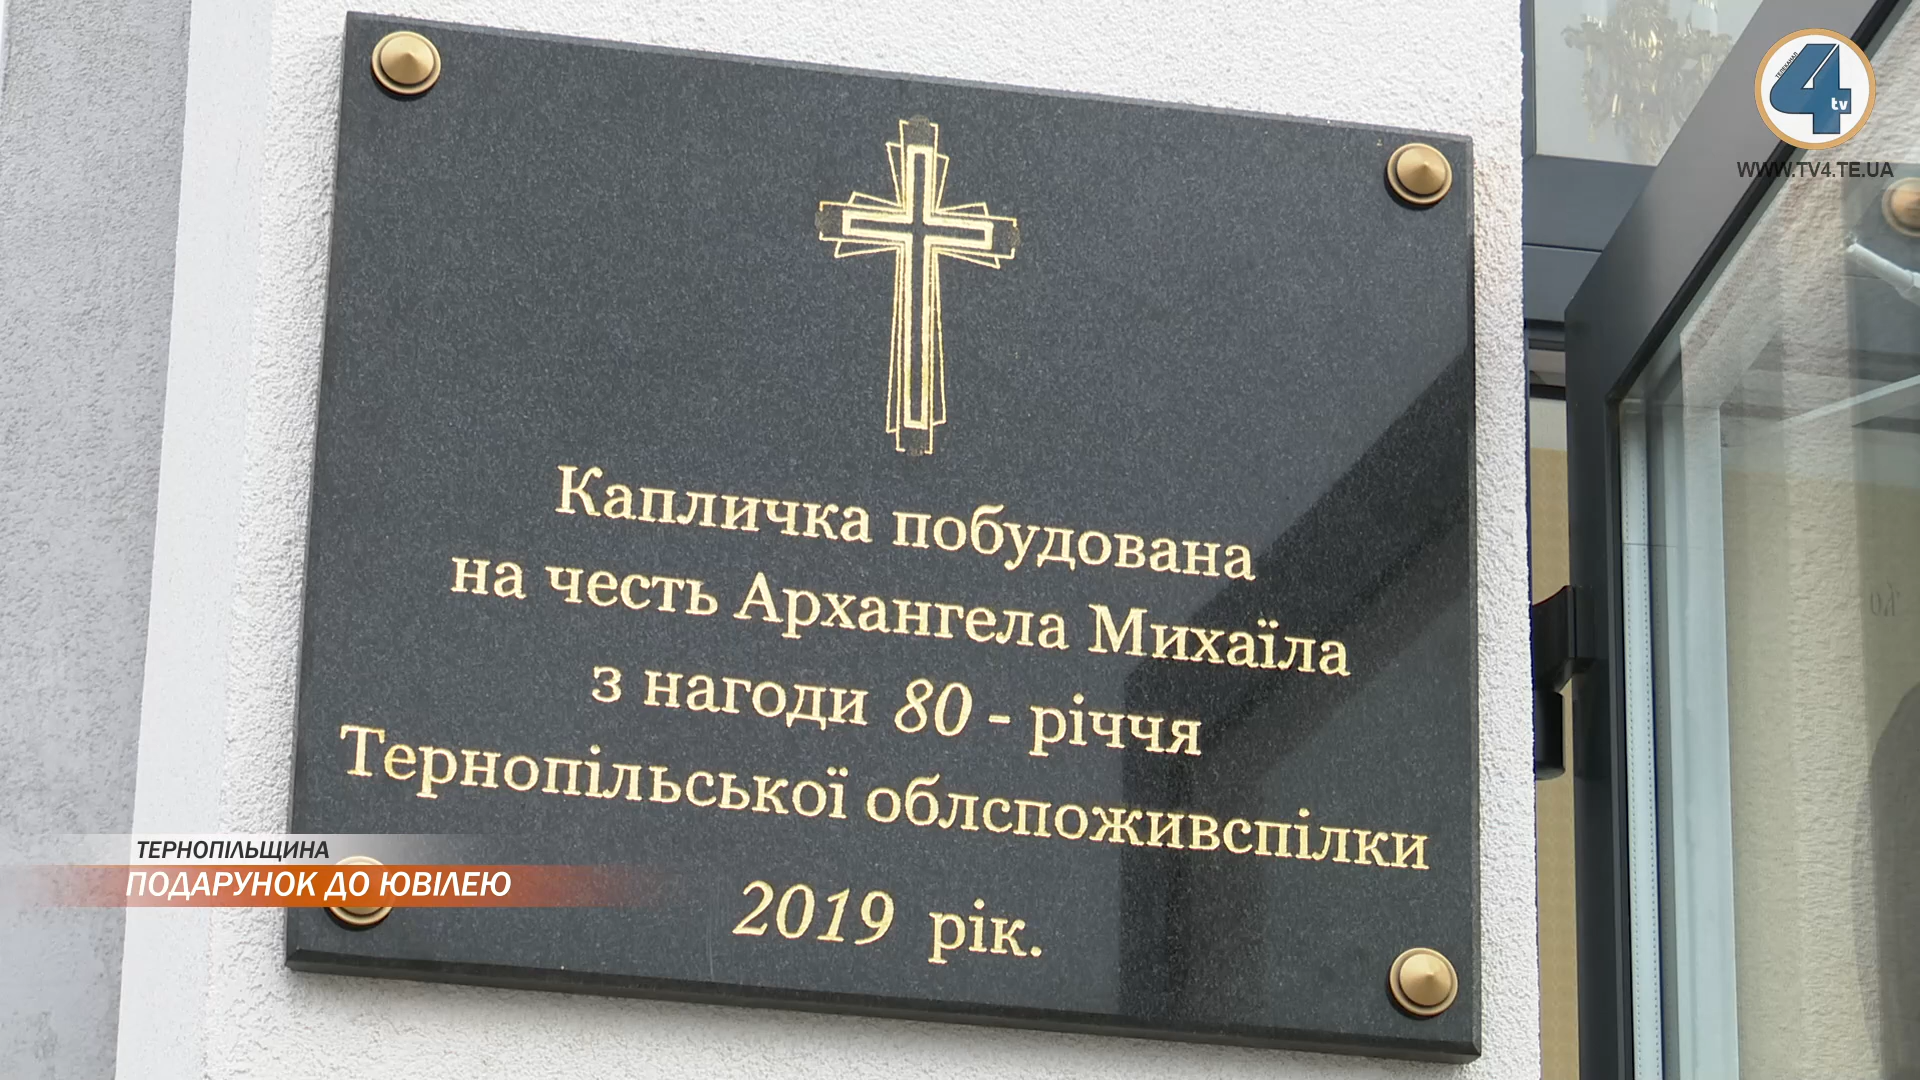 ТЕЛЕКАНАЛ
4
tv
WWW.TV4.TE.UA
Капличка побудована
на честь Архангела Михаїла
з нагоди 80 - річчя
Тернопільської облспоживспілки
2019 рік.
ТЕРНОПІЛЬЩИНА
ПОДАРУНОК ДО ЮВІЛЕЮ